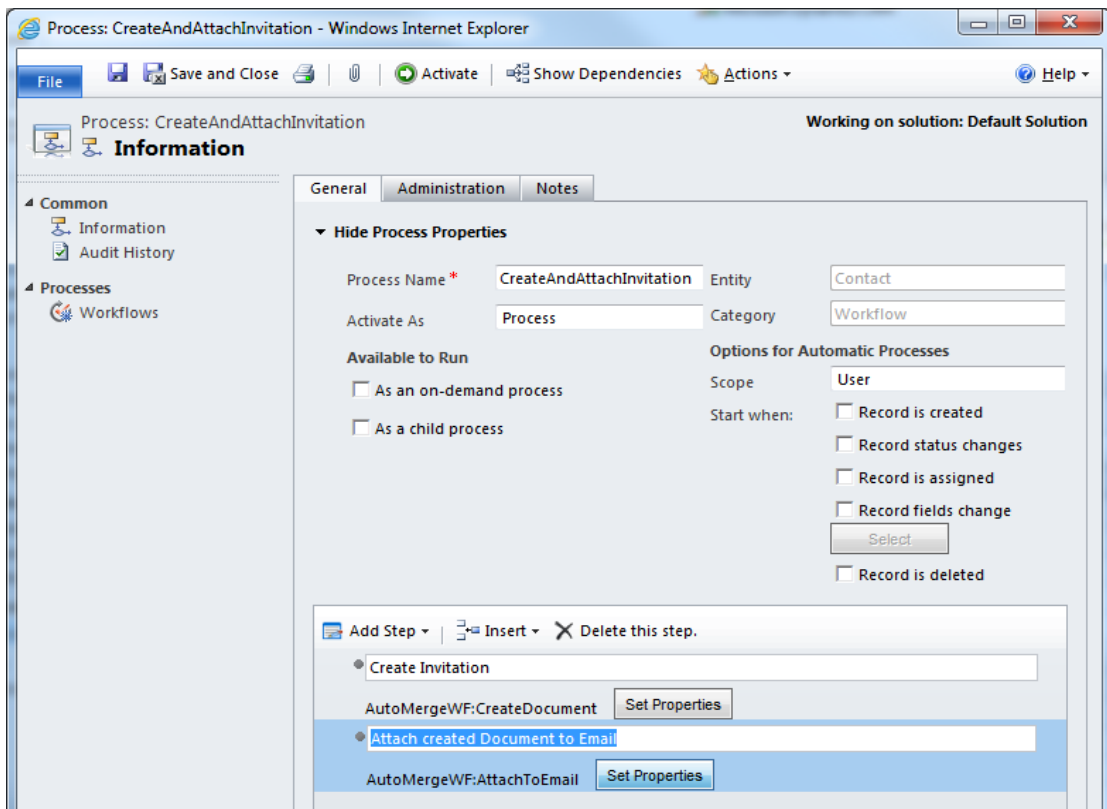 Process: CreateAndAttachInvitation - Windows Internet Explorer
File Save and Close Activate Show Dependencies Actions Help
Process: CreateAndAttachInvitation
Information
Working on solution: Default Solution
Common
Information
Audit History
Processes
Workflows
General Administration Notes
Hide Process Properties
Process Name * CreateAndAttachInvitation Entity Contact
Activate As Process Category Workflow
Available to Run Options for Automatic Processes
As an on-demand process Scope User
As a child process Start when: Record is created
Record status changes
Record is assigned
Record fields change
Select
Record is deleted
Add Step Insert Delete this step.
Create Invitation
AutoMergeWF:CreateDocument Set Properties
Attach created Document to Email
AutoMergeWF:AttachToEmail Set Properties